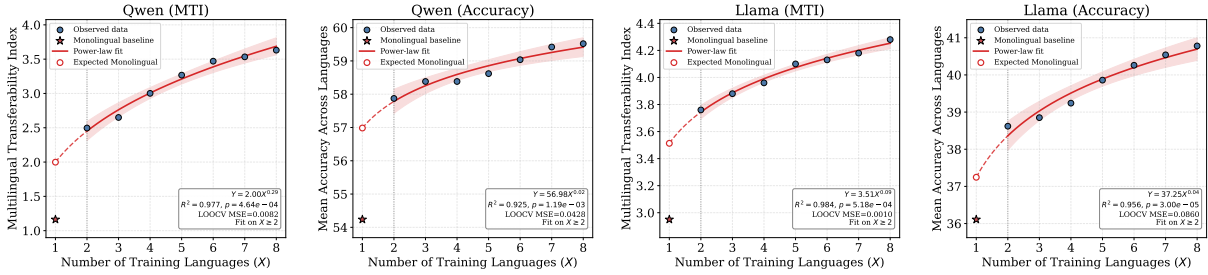 Qwen (MTI)
Multilingual Transferability Index
4.0
3.5
3.0
2.5
2.0
1.5
1.0
Observed data
Monolingual baseline
Power-law fit
Expected Monolingual
Y = 2.00X^0.29
R² = 0.977, p = 4.64e−04
LOOCV MSE=0.0082
Fit on X ≥ 2
1 2 3 4 5 6 7 8
Number of Training Languages (X)
Qwen (Accuracy)
Mean Accuracy Across Languages
60
59
58
57
56
55
54
Observed data
Monolingual baseline
Power-law fit
Expected Monolingual
Y = 56.98X^0.02
R² = 0.925, p = 1.19e−03
LOOCV MSE=0.0428
Fit on X ≥ 2
1 2 3 4 5 6 7 8
Number of Training Languages (X)
Llama (MTI)
Multilingual Transferability Index
4.4
4.2
4.0
3.8
3.6
3.4
3.2
3.0
Observed data
Monolingual baseline
Power-law fit
Expected Monolingual
Y = 3.51X^0.09
R² = 0.984, p = 5.18e−04
LOOCV MSE=0.0010
Fit on X ≥ 2
1 2 3 4 5 6 7 8
Number of Training Languages (X)
Llama (Accuracy)
Mean Accuracy Across Languages
41
40
39
38
37
36
Observed data
Monolingual baseline
Power-law fit
Expected Monolingual
Y = 37.25X^0.04
R² = 0.956, p = 3.00e−05
LOOCV MSE=0.0860
Fit on X ≥ 2
1 2 3 4 5 6 7 8
Number of Training Languages (X)